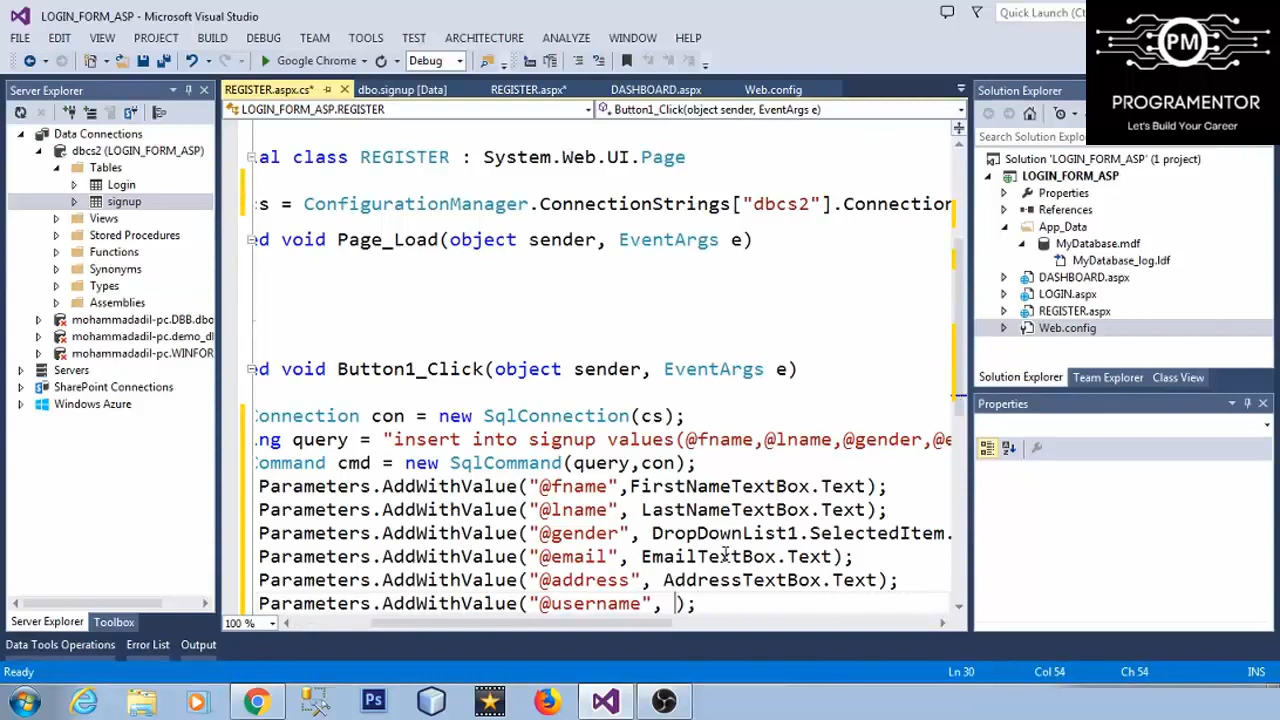 LOGIN_FORM_ASP - Microsoft Visual Studio
Quick Launch (Ct
FILE EDIT VIEW PROJECT BUILD DEBUG TEAM TOOLS TEST ARCHITECTURE ANALYZE WINDOW HELP
Google Chrome Debug
PM
PROGRAMENTOR
Let's Build Your Career
Server Explorer
Data Connections
dbcs2 (LOGIN_FORM_ASP)
Tables
Login
signup
Views
Stored Procedures
Functions
Synonyms
Types
Assemblies
mohammadadil-pc.DBB.dbo
mohammadadil-pc.demo_dl
mohammadadil-pc.WINFOR
Servers
SharePoint Connections
Windows Azure
Server Explorer Toolbox
REGISTER.aspx.cs* dbo.signup [Data] REGISTER.aspx* DASHBOARD.aspx Web.config
LOGIN_FORM_ASP.REGISTER Button1_Click(object sender, EventArgs e)
al class REGISTER : System.Web.UI.Page
s = ConfigurationManager.ConnectionStrings["dbcs2"].Connection
d void Page_Load(object sender, EventArgs e)
d void Button1_Click(object sender, EventArgs e)
onnection con = new SqlConnection(cs);
ng query = "insert into signup values(@fname,@lname,@gender,@e
ommand cmd = new SqlCommand(query,con);
Parameters.AddWithValue("@fname",FirstNameTextBox.Text);
Parameters.AddWithValue("@lname", LastNameTextBox.Text);
Parameters.AddWithValue("@gender", DropDownList1.SelectedItem.
Parameters.AddWithValue("@email", EmailTextBox.Text);
Parameters.AddWithValue("@address", AddressTextBox.Text);
Parameters.AddWithValue("@username", );
100 %
Solution Explorer
Search Solution Explore
Solution 'LOGIN_FORM_ASP' (1 project)
LOGIN_FORM_ASP
Properties
References
App_Data
MyDatabase.mdf
MyDatabase_log.ldf
DASHBOARD.aspx
LOGIN.aspx
REGISTER.aspx
Web.config
Solution Explorer Team Explorer Class View
Properties
Data Tools Operations Error List Output
Ready Ln 30 Col 54 Ch 54 INS
Ps